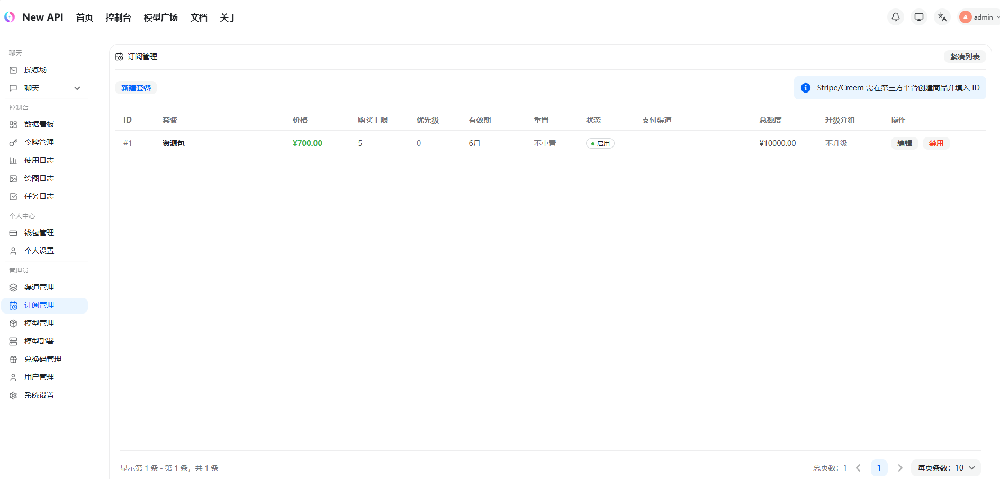 New API 首页 控制台 模型广场 文档 关于 A admin
聊天
操练场
聊天
控制台
数据看板
令牌管理
使用日志
绘图日志
任务日志
个人中心
钱包管理
个人设置
管理员
渠道管理
订阅管理
模型管理
模型部署
兑换码管理
用户管理
系统设置
订阅管理 紧凑列表
新建套餐 Stripe/Creem 需在第三方平台创建商品并填入 ID
ID 套餐 价格 购买上限 优先级 有效期 重置 状态 支付渠道 总额度 升级分组 操作
#1 资源包 ¥700.00 5 0 6月 不重置 启用 ¥10000.00 不升级 编辑 禁用
显示第 1 条 - 第 1 条，共 1 条 总页数：1 1 每页条数：10